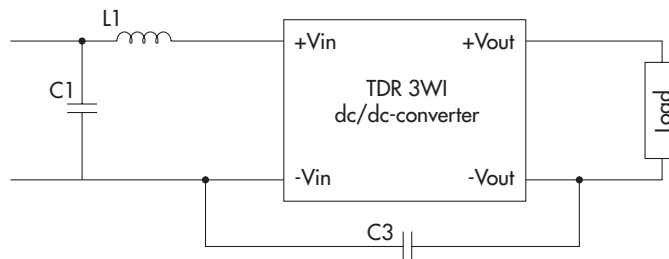 L1
+Vin
+Vout
C1
TDR 3WI
dc/dc-converter
Load
-Vin
-Vout
C3